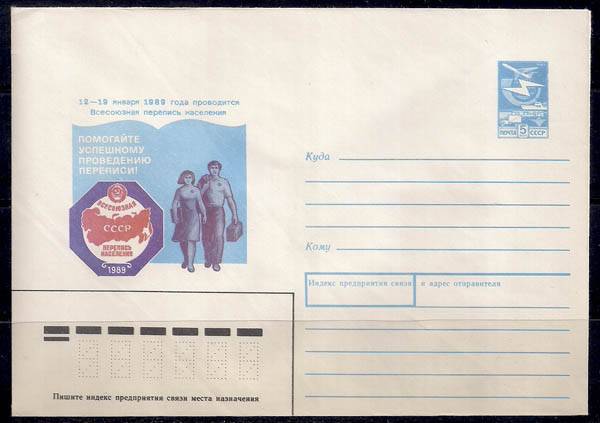 12—19 января 1989 года проводится
Всесоюзная перепись населения
ПОМОГАЙТЕ
УСПЕШНОМУ
ПРОВЕДЕНИЮ
ПЕРЕПИСИ!
ВСЕСОЮЗНАЯ
СССР
ПЕРЕПИСЬ
НАСЕЛЕНИЯ
1989
ПОЧТА 5 СССР
Куда
Кому
Индекс предприятия связи и адрес отправителя
Пишите индекс предприятия связи места назначения